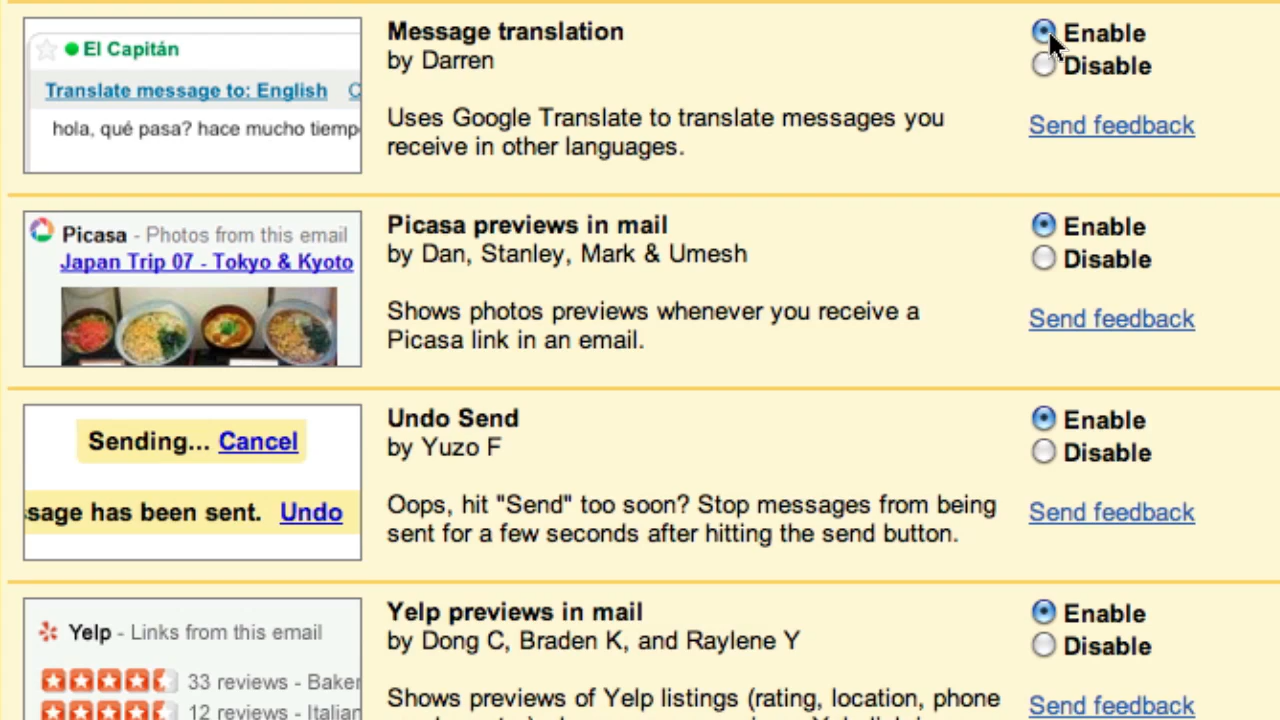 El Capitán
Translate message to: English
hola, qué pasa? hace mucho
Message translation
by Darren
Uses Google Translate to translate messages you
receive in other languages.
Enable
Disable
Send feedback
Picasa - Photos from this email
Japan Trip 07 - Tokyo & Kyoto
Picasa previews in mail
by Dan, Stanley, Mark & Umesh
Shows photos previews whenever you receive a
Picasa link in an email.
Enable
Disable
Send feedback
Sending... Cancel
ssage has been sent. Undo
Undo Send
by Yuzo F
Oops, hit "Send" too soon? Stop messages from being
sent for a few seconds after hitting the send button.
Enable
Disable
Send feedback
Yelp - Links from this email
33 reviews - Baker
12 reviews - Italian
Yelp previews in mail
by Dong C, Braden K, and Raylene Y
Shows previews of Yelp listings (rating, location, phone
Enable
Disable
Send feedback